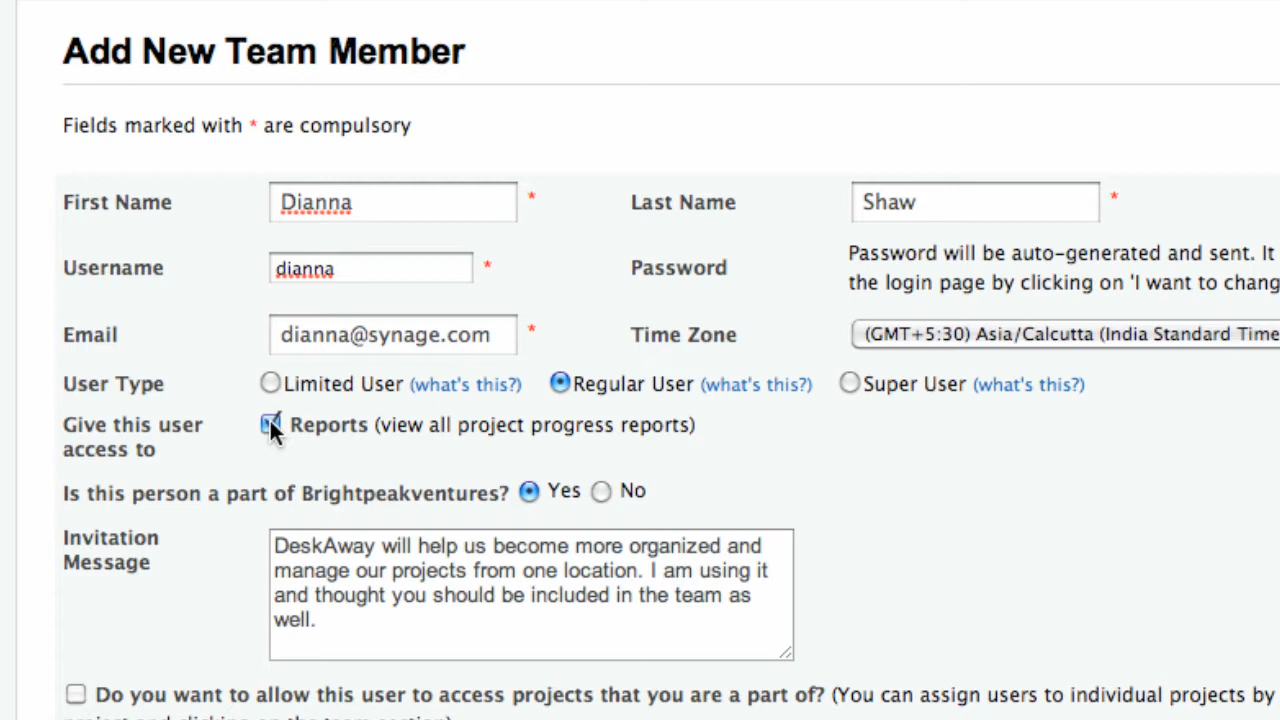 Add New Team Member
Fields marked with * are compulsory
First Name Dianna * Last Name Shaw *
Username dianna * Password Password will be auto-generated and sent. It
the login page by clicking on 'I want to chang
Email dianna@synage.com * Time Zone (GMT+5:30) Asia/Calcutta (India Standard Time
User Type Limited User (what's this?) Regular User (what's this?) Super User (what's this?)
Give this user access to Reports (view all project progress reports)
Is this person a part of Brightpeakventures? Yes No
Invitation
Message
DeskAway will help us become more organized and
manage our projects from one location. I am using it
and thought you should be included in the team as
well.
Do you want to allow this user to access projects that you are a part of? (You can assign users to individual projects by
project and clicking on the team section)